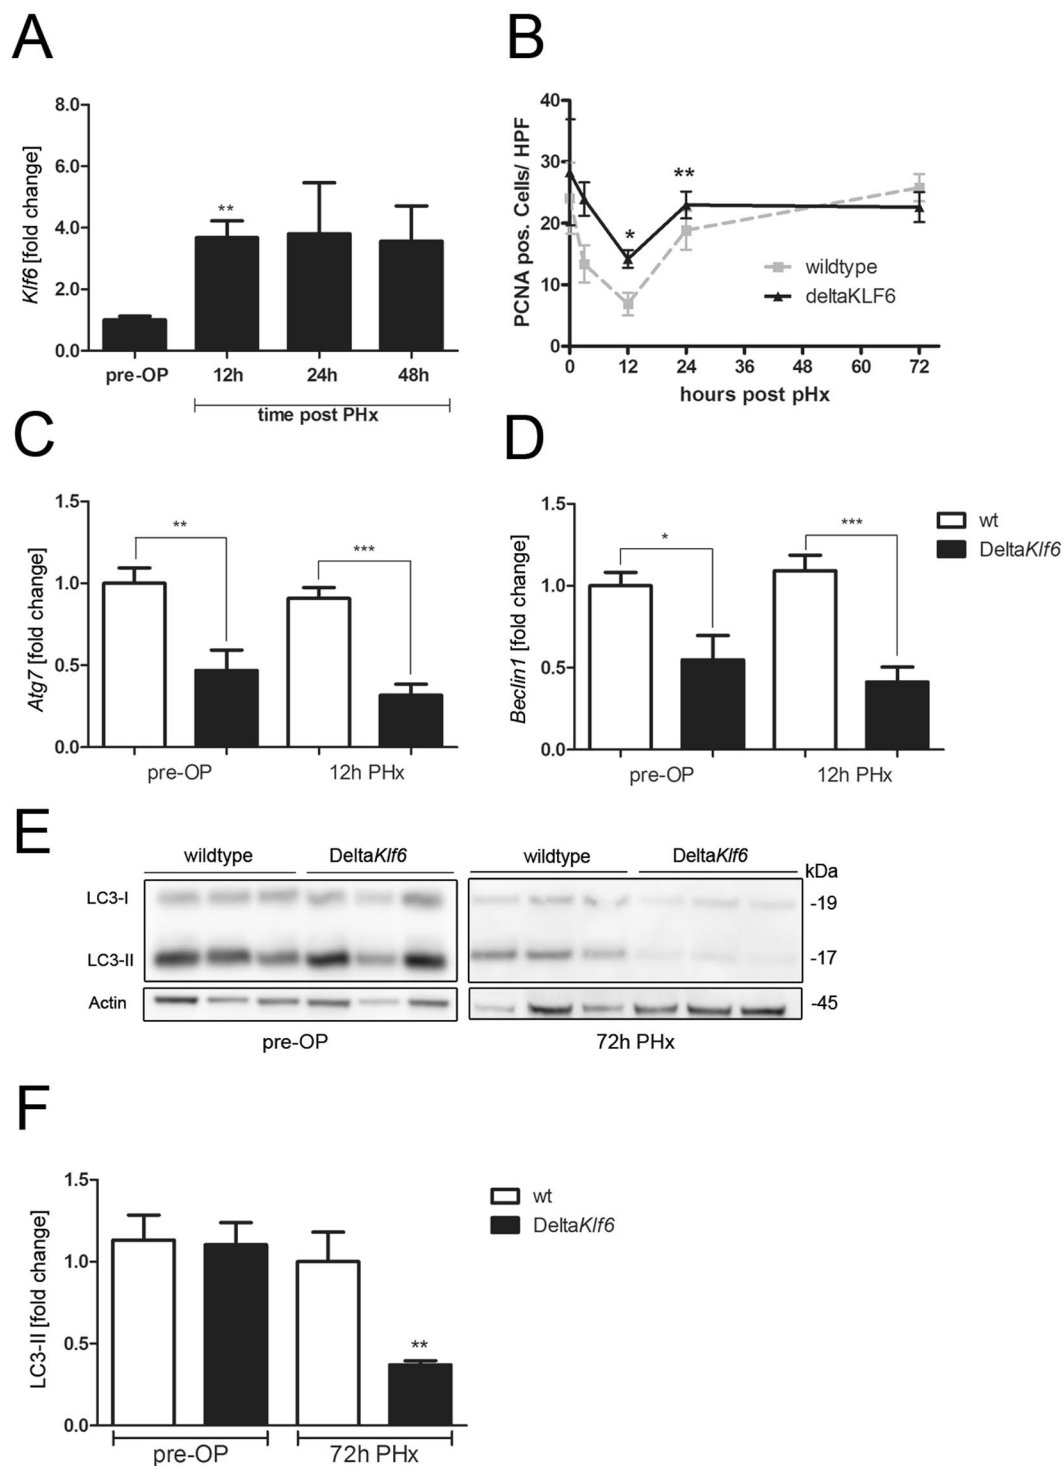 A
Klf6 [fold change]
8.0
6.0
4.0
2.0
0.0
**
pre-OP 12h 24h 48h
time post PHx
B
PCNA pos. Cells/ HPF
40
30
20
10
0
*
**
wildtype
deltaKLF6
0 12 24 36 48 60 72
hours post pHx
C
Atg7 [fold change]
1.5
1.0
0.5
0.0
**
***
pre-OP 12h PHx
D
Beclin1 [fold change]
1.5
1.0
0.5
0.0
*
***
pre-OP 12h PHx
wt
DeltaKlf6
E
wildtype DeltaKlf6 wildtype DeltaKlf6
kDa
LC3-I -19
LC3-II -17
Actin -45
pre-OP 72h PHx
F
LC3-II [fold change]
1.5
1.0
0.5
0.0
**
pre-OP 72h PHx
wt
DeltaKlf6